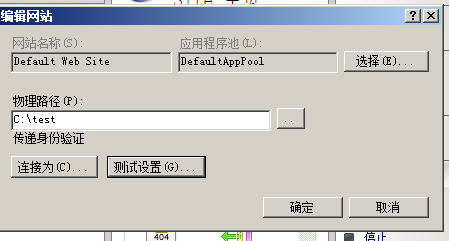 编辑网站
网站名称(S):
应用程序池(L):
Default Web Site
DefaultAppPool
选择(E)...
物理路径(P):
C:\test
..
传递身份验证
连接为(C)...
测试设置(G)...
确定
取消
404
停止